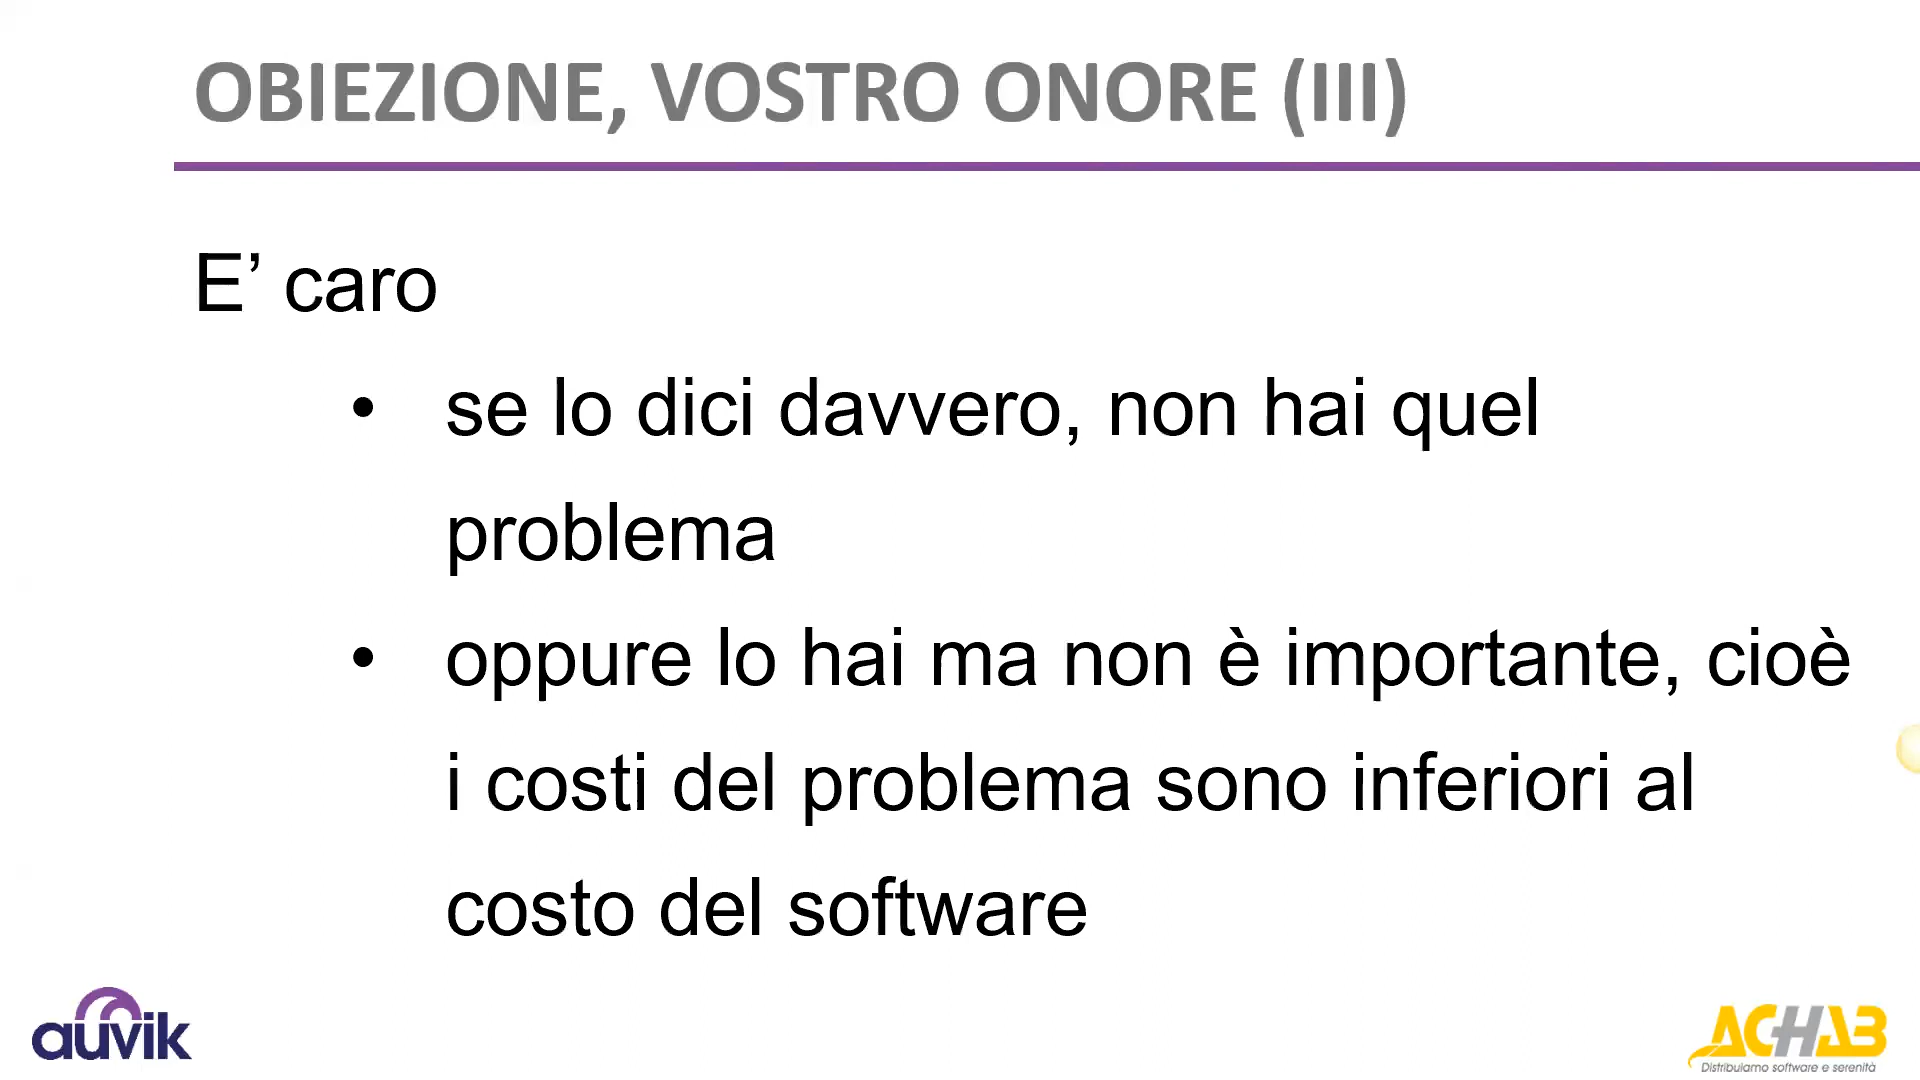 OBIEZIONE, VOSTRO ONORE (III)
E’ caro
• se lo dici davvero, non hai quel
problema
• oppure lo hai ma non è importante, cioè
i costi del problema sono inferiori al
costo del software
auvik
ACHAB
Distribuiamo software e serenità